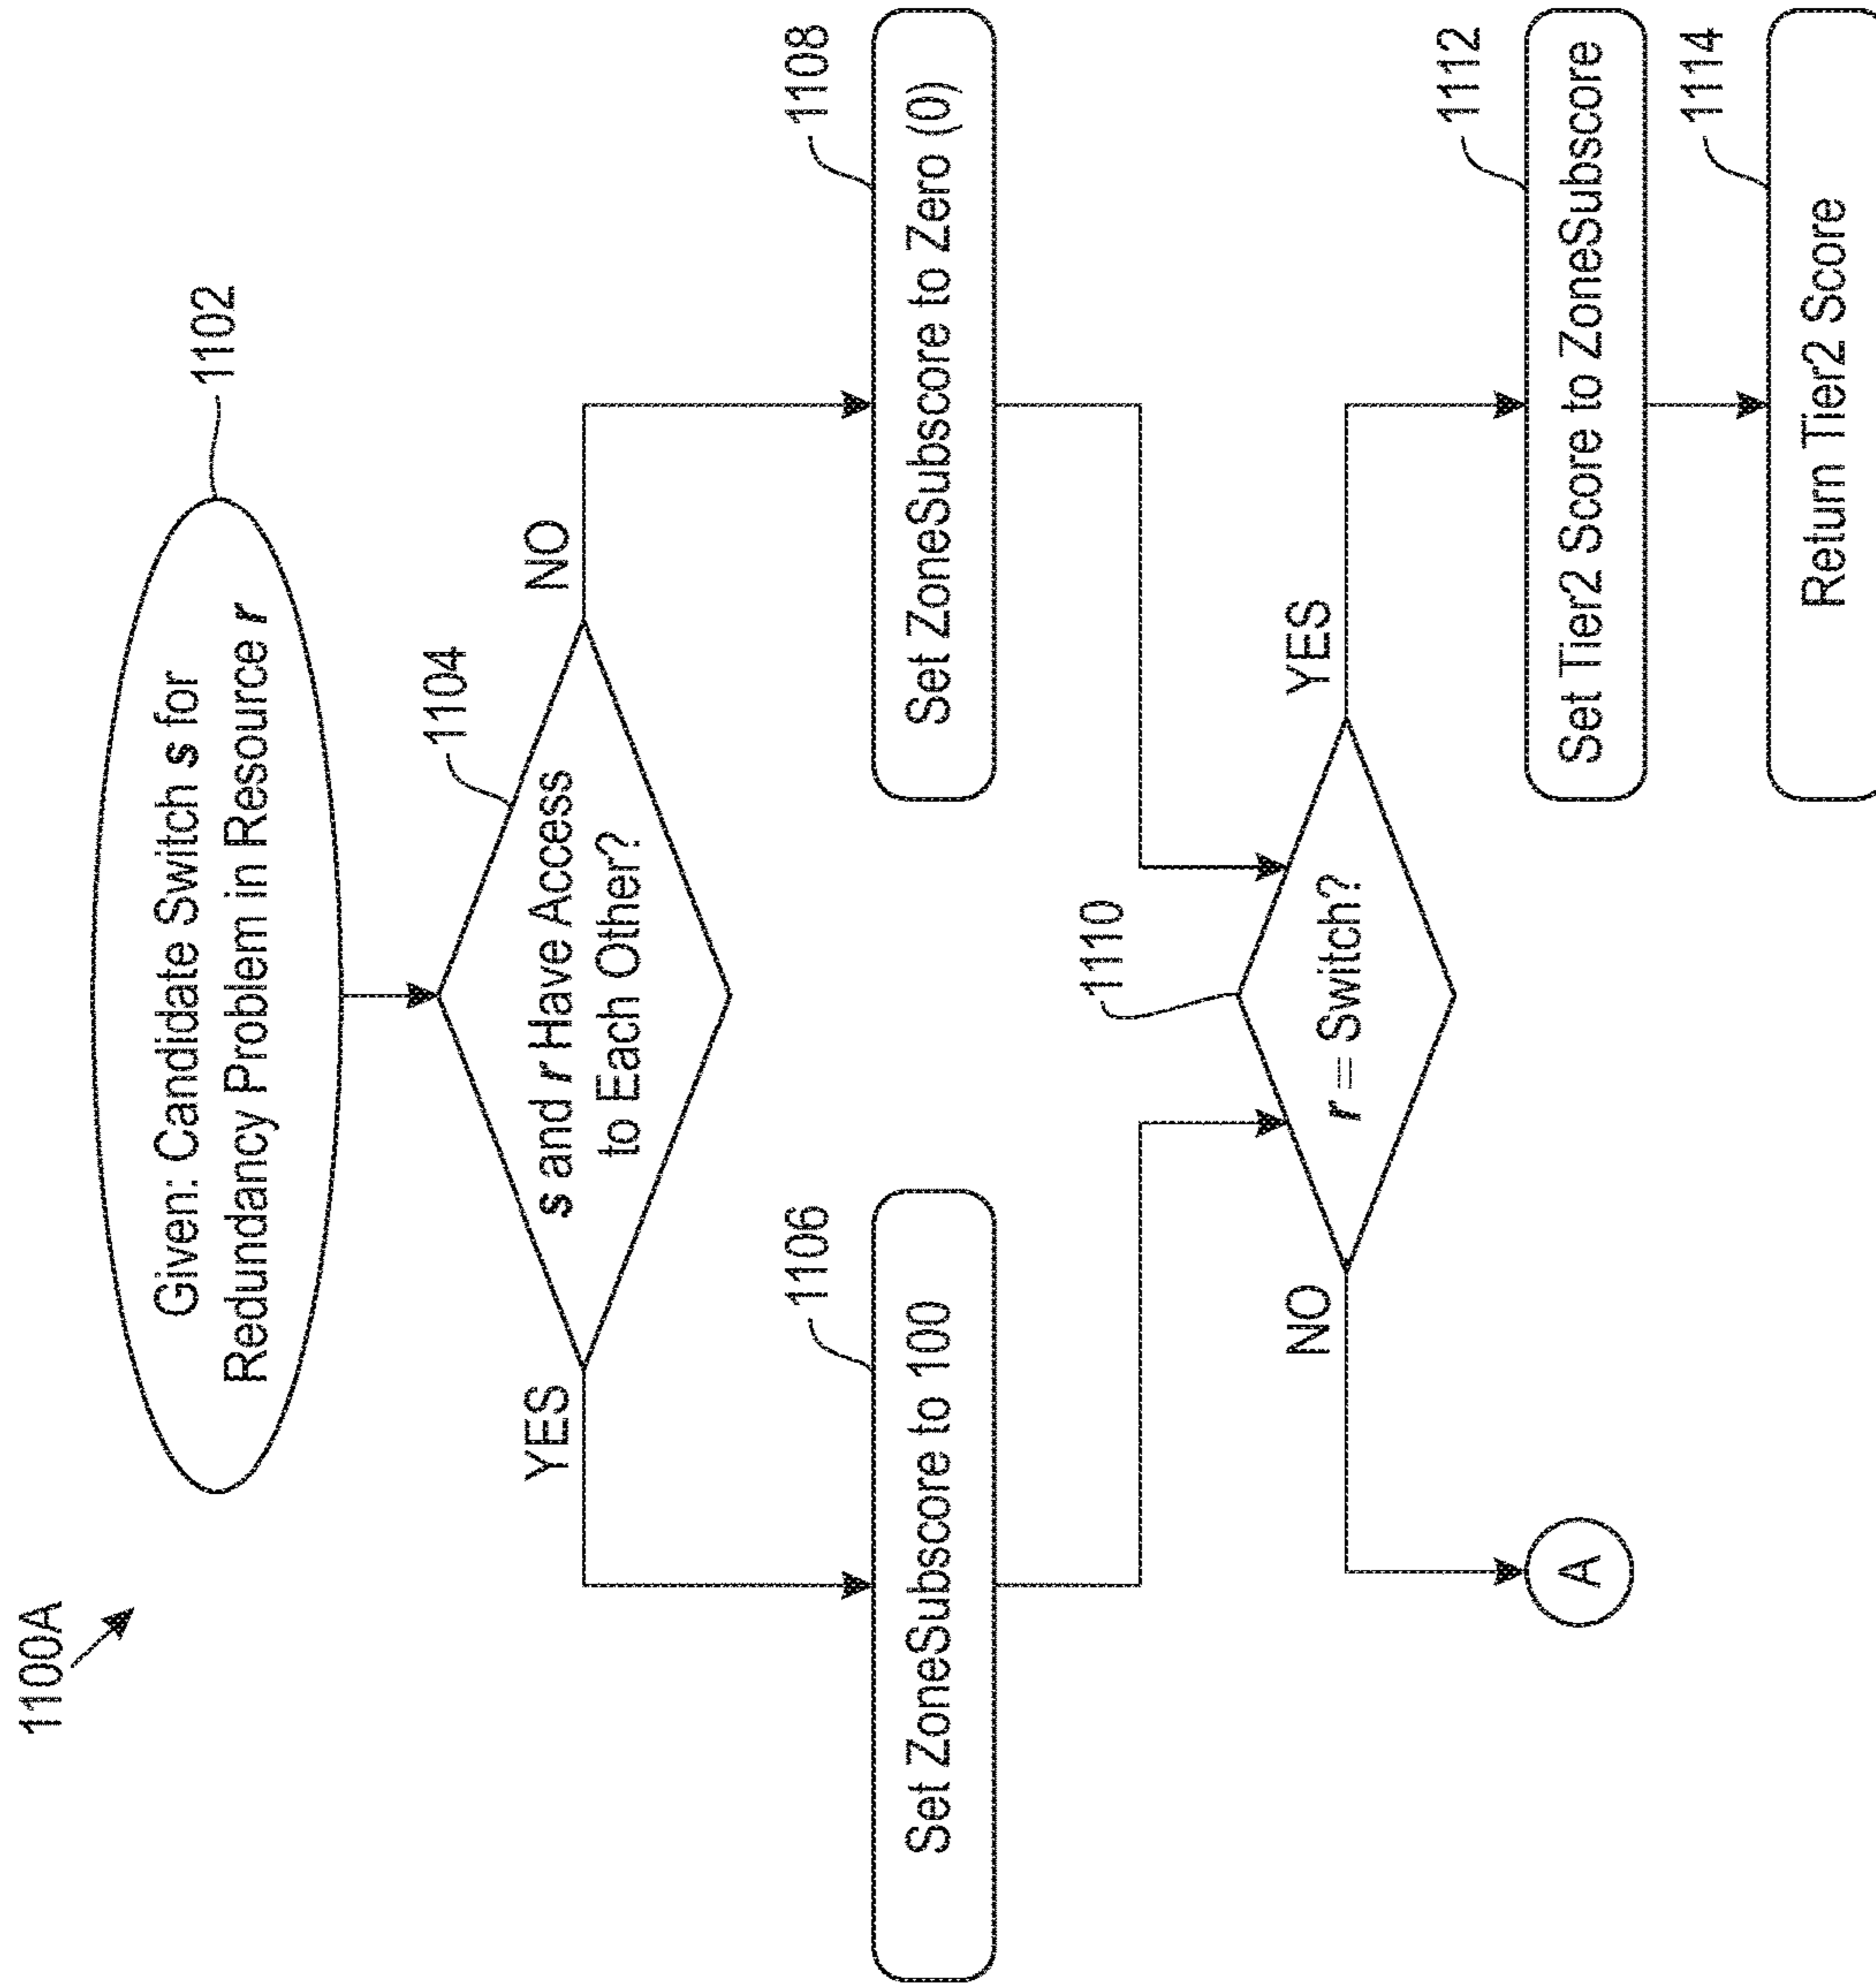 1100A
Given: Candidate Switch s for
Redundancy Problem in Resource r
1102
s and r Have Access
to Each Other?
1104
YES
NO
Set ZoneSubscore to 100
1106
Set ZoneSubscore to Zero (0)
1108
r = Switch?
1110
NO
YES
A
Set Tier2 Score to ZoneSubscore
1112
Return Tier2 Score
1114